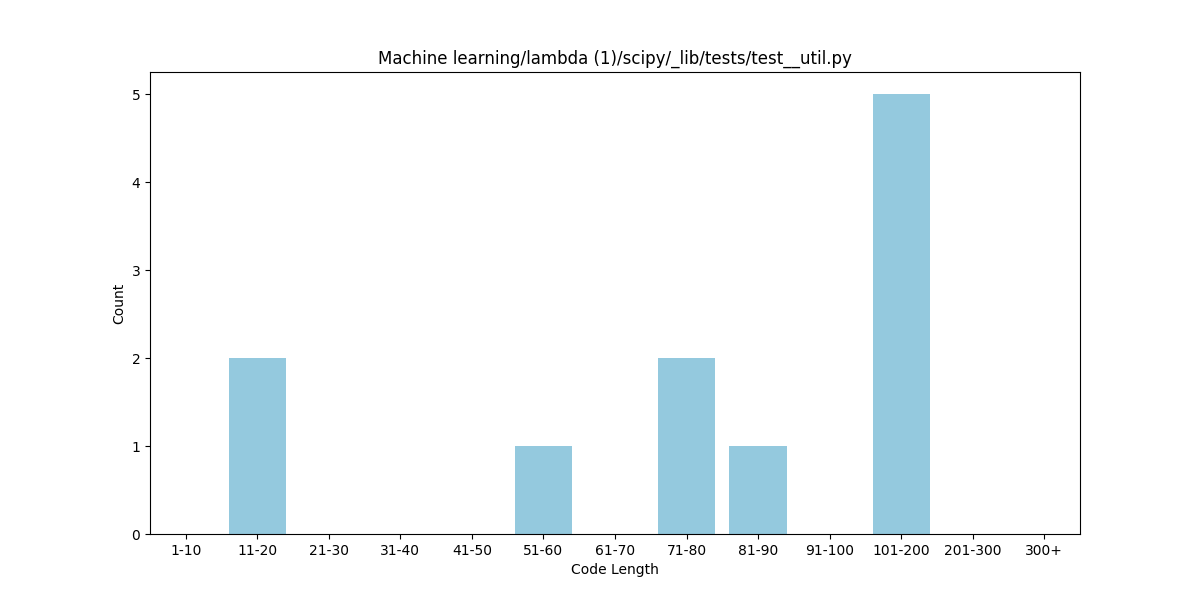 Machine learning/lambda (1)/scipy/_lib/tests/test__util.py
5
4
3
2
1
0
Count
1-10 11-20 21-30 31-40 41-50 51-60 61-70 71-80 81-90 91-100 101-200 201-300 300+
Code Length